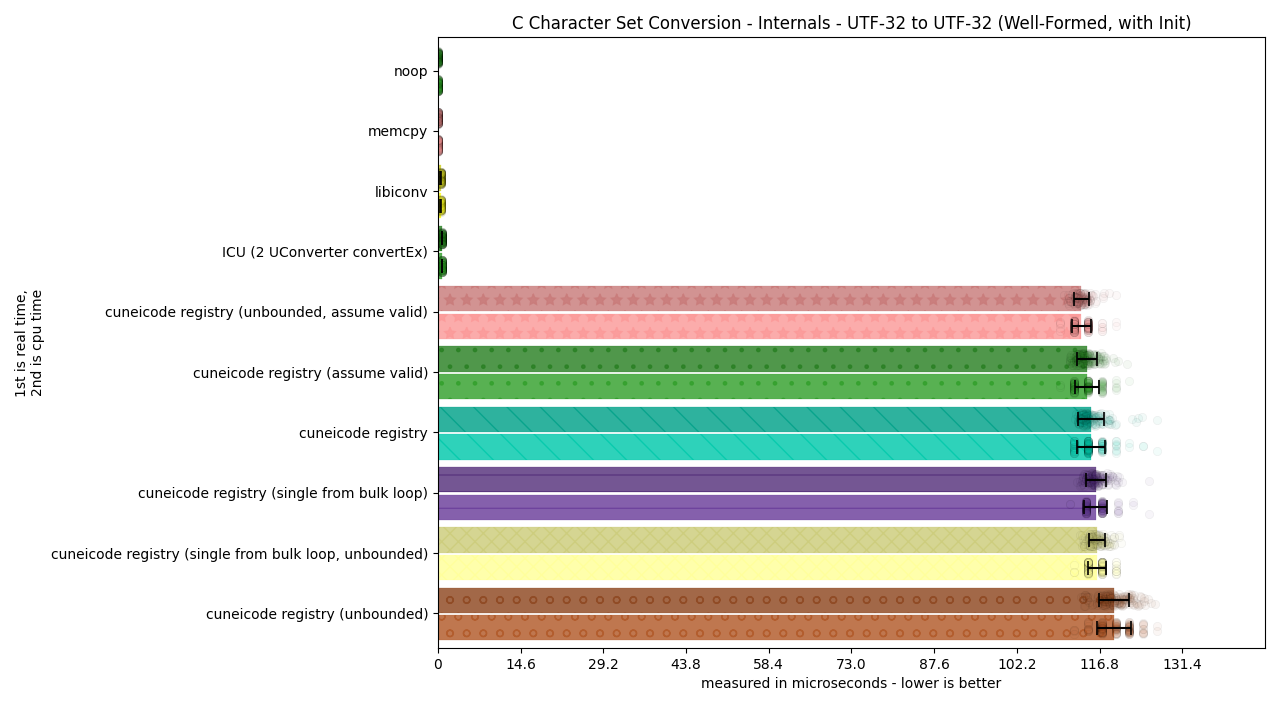 C Character Set Conversion - Internals - UTF-32 to UTF-32 (Well-Formed, with Init)
noop
memcpy
libiconv
ICU (2 UConverter convertEx)
cuneicode registry (unbounded, assume valid)
cuneicode registry (assume valid)
cuneicode registry
cuneicode registry (single from bulk loop)
cuneicode registry (single from bulk loop, unbounded)
cuneicode registry (unbounded)
1st is real time,
2nd is cpu time
0 14.6 29.2 43.8 58.4 73.0 87.6 102.2 116.8 131.4
measured in microseconds - lower is better